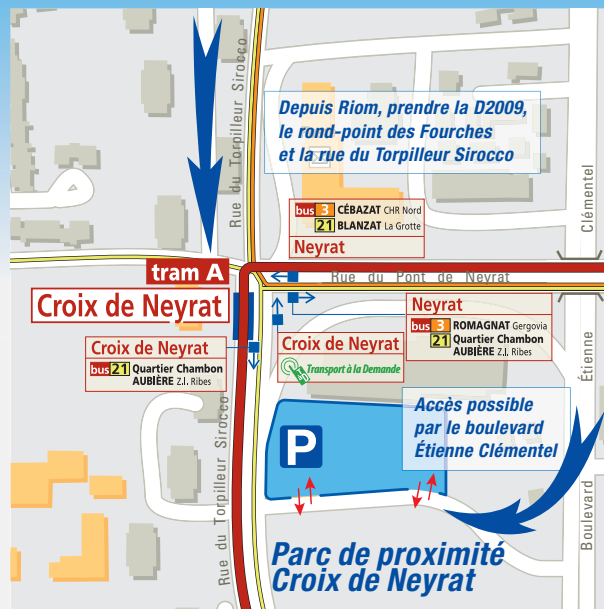 Rue du Torpilleur Sirocco
Depuis Riom, prendre la D2009,
le rond-point des Fourches
et la rue du Torpilleur Sirocco
Clémentel
bus 3 CÉBAZAT CHR Nord
21 BLANZAT La Grotte
Neyrat
tram A
Croix de Neyrat
Rue du Pont de Neyrat
Croix de Neyrat
bus 21 Quartier Chambon
AUBIÈRE Z.I. Ribes
Croix de Neyrat
Transport à la Demande
Neyrat
bus 3 ROMAGNAT Gergovia
21 Quartier Chambon
AUBIÈRE Z.I. Ribes
Étienne
Accès possible
par le boulevard
Étienne Clémentel
P
Rue du Torpilleur Sirocco
Boulevard
Parc de proximité
Croix de Neyrat